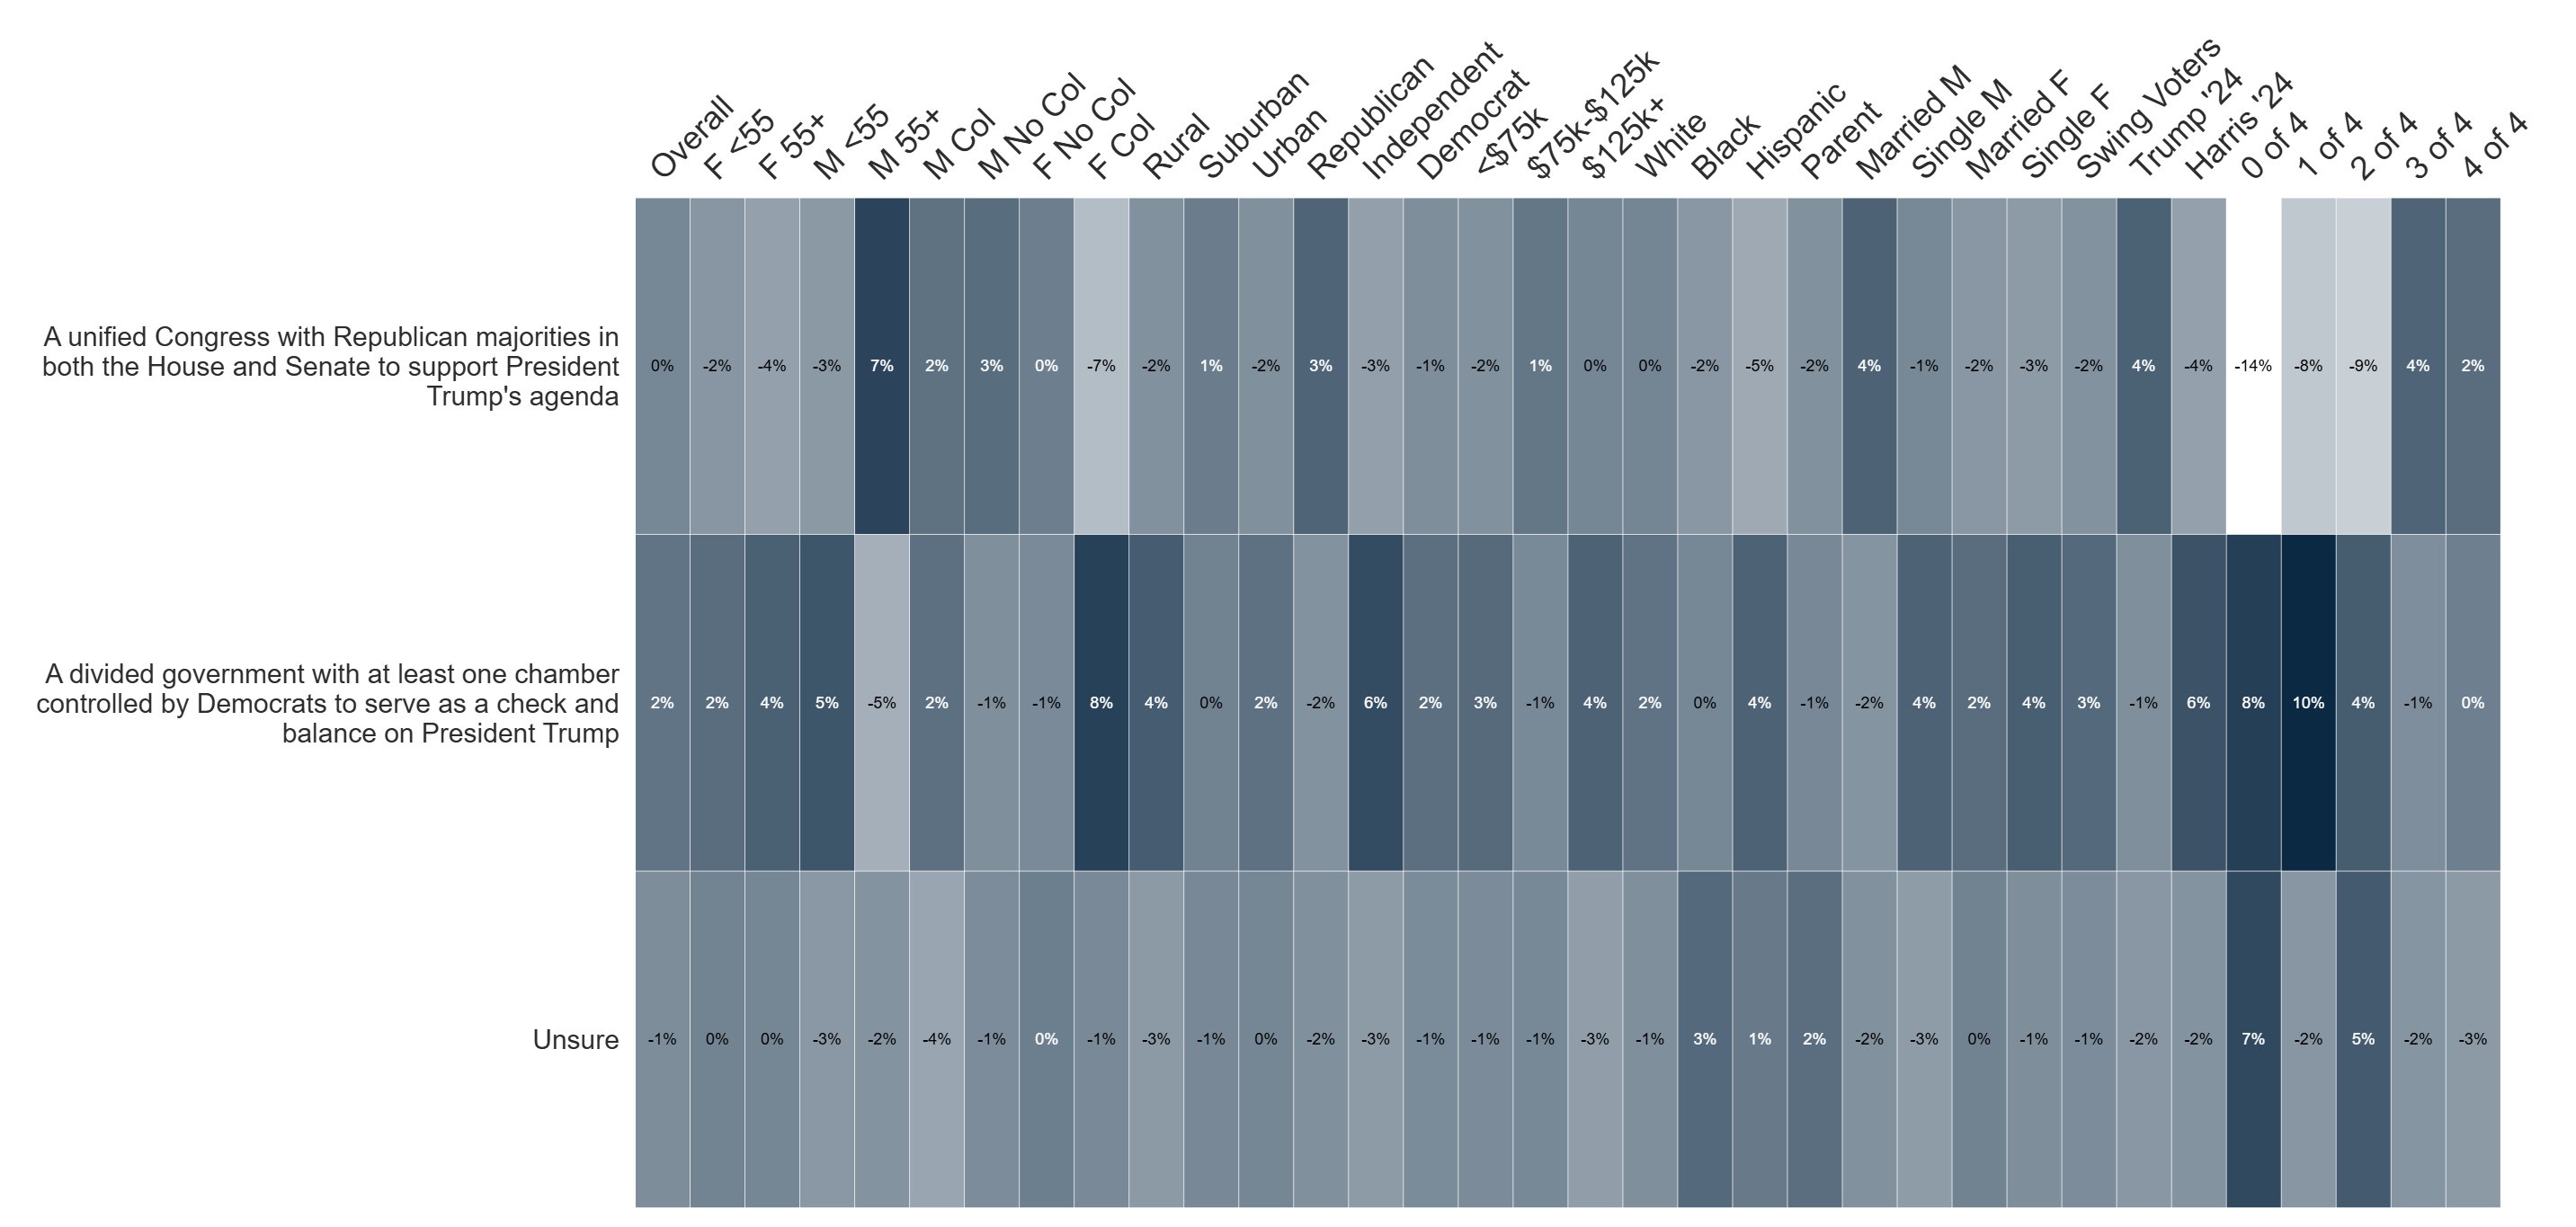 Overall F <55 F 55+ M <55 M 55+ M Col M No Col F No Col F Col Rural Suburban Urban Republican Independent Democrat <$75k $75k-$125k $125k+ White Black Hispanic Parent Married M Single M Married F Single F Swing Voters Trump '24 Harris '24 0 of 4 1 of 4 2 of 4 3 of 4 4 of 4
A unified Congress with Republican majorities in
both the House and Senate to support President
Trump's agenda
0% -2% -4% -3% 7% 2% 3% 0% -7% -2% 1% -2% 3% -3% -1% -2% 1% 0% 0% -2% -5% -2% 4% -1% -2% -3% -2% 4% -4% -14% -8% -9% 4% 2%
A divided government with at least one chamber
controlled by Democrats to serve as a check and
balance on President Trump
2% 2% 4% 5% -5% 2% -1% -1% 8% 4% 0% 2% -2% 6% 2% 3% -1% 4% 2% 0% 4% -1% -2% 4% 2% 4% 3% -1% 6% 8% 10% 4% -1% 0%
Unsure
-1% 0% 0% -3% -2% -4% -1% 0% -1% -3% -1% 0% -2% -3% -1% -1% -1% -3% -1% 3% 1% 2% -2% -3% 0% -1% -1% -2% -2% 7% -2% 5% -2% -3%